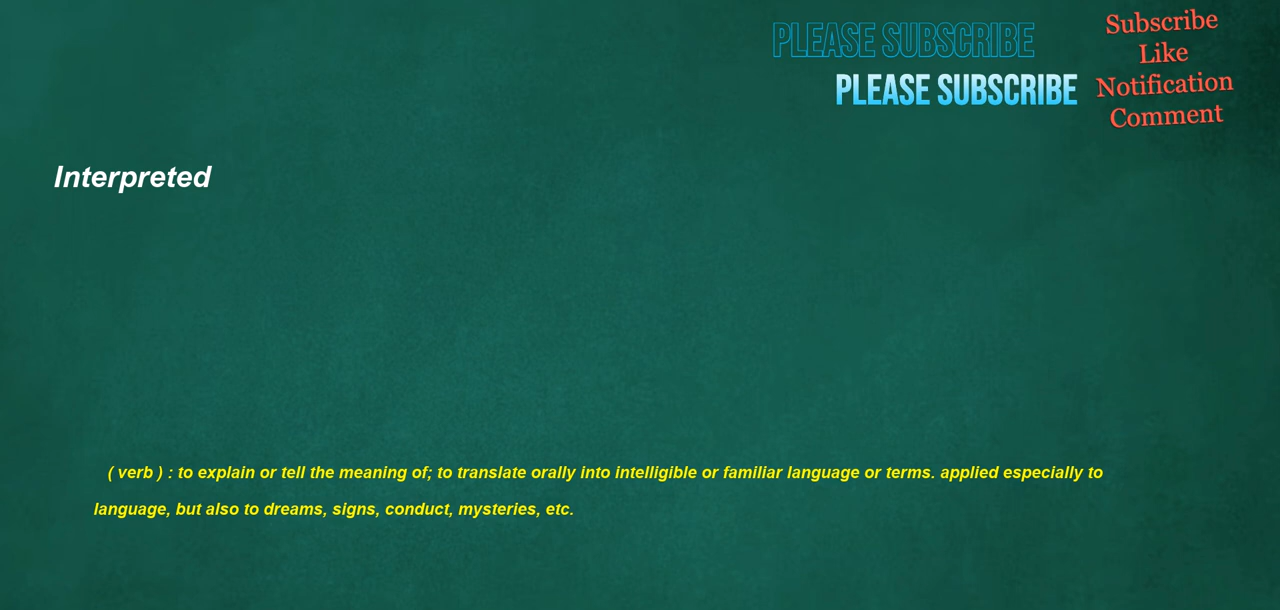 PLEASE SUBSCRIBE
PLEASE SUBSCRIBE
Subscribe
Like
Notification
Comment
Interpreted
( verb ) : to explain or tell the meaning of; to translate orally into intelligible or familiar language or terms. applied especially to
language, but also to dreams, signs, conduct, mysteries, etc.